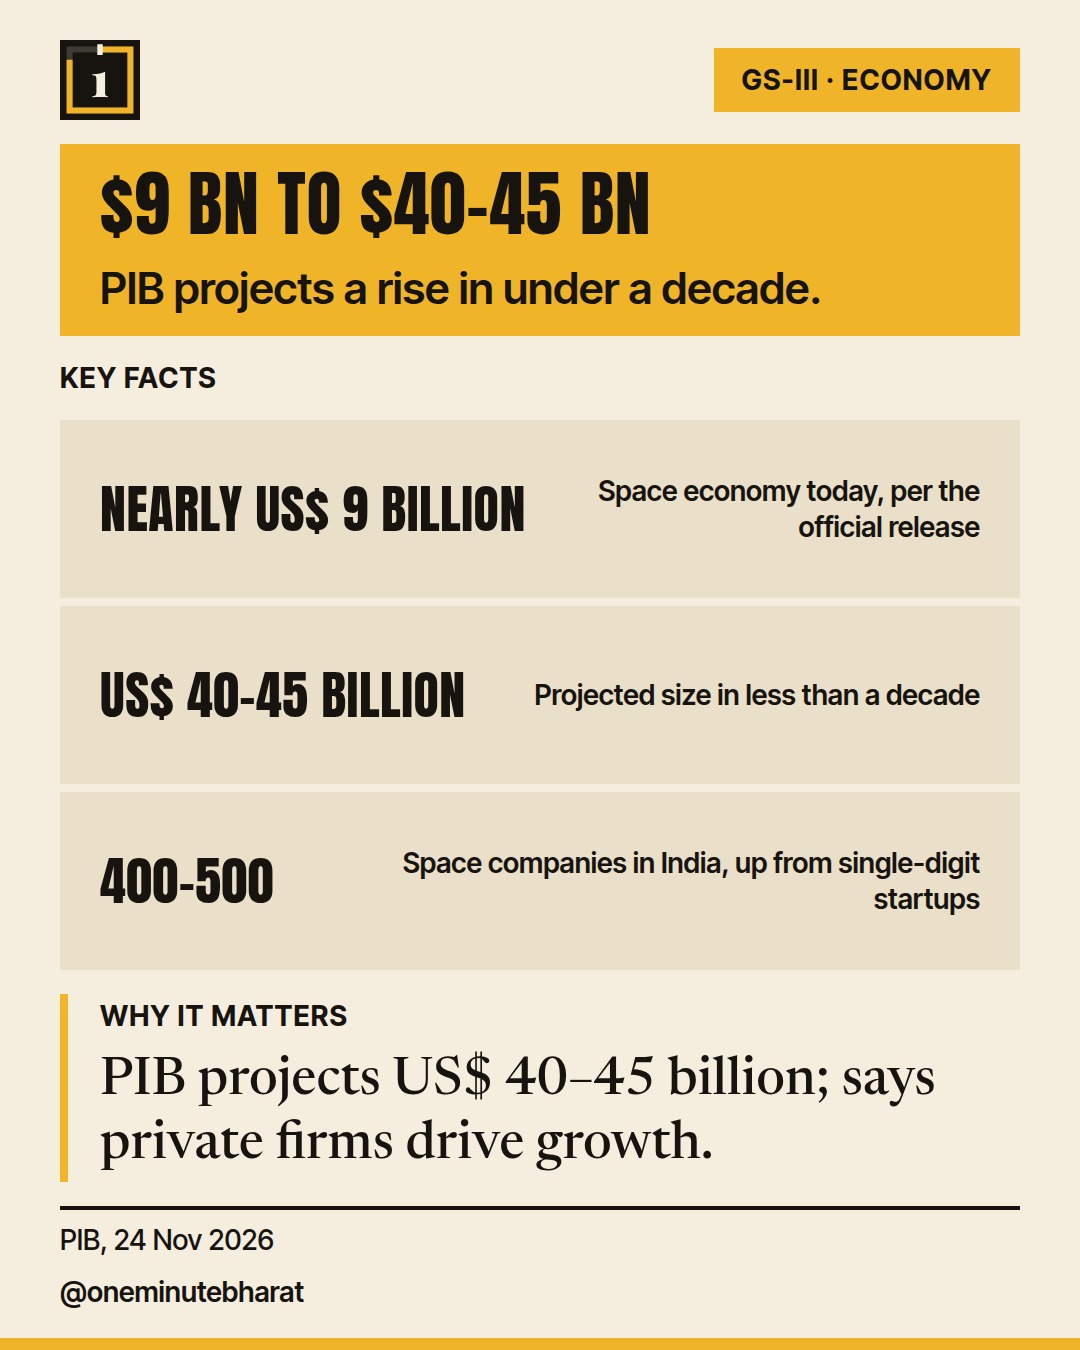 1
GS-III · ECONOMY
$9 BN TO $40–45 BN
PIB projects a rise in under a decade.
KEY FACTS
NEARLY US$ 9 BILLION
Space economy today, per the
official release
US$ 40–45 BILLION
Projected size in less than a decade
400–500
Space companies in India, up from single-digit
startups
WHY IT MATTERS
PIB projects US$ 40–45 billion; says
private firms drive growth.
PIB, 24 Nov 2026
@oneminutebharat